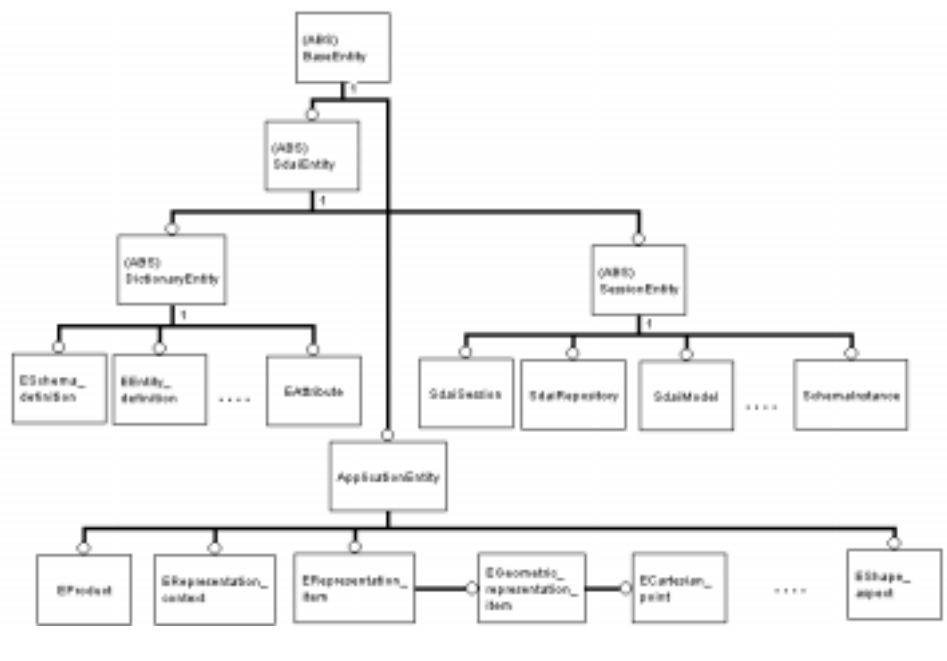 (ABS)
BaseEntity
1
(ABS)
SdaiEntity
1
(ABS)
DictionaryEntity
1
(ABS)
SessionEntity
1
ESchema_
definition
EEntity_
definition
....
EAttribute
SdaiSession
SdaiRepository
SdaiModel
....
SchemaInstance
ApplicationEntity
EProduct
ERepresentation_
context
ERepresentation_
item
EGeometric_
representation_
item
ECartesian_
point
....
EShape_
aspect